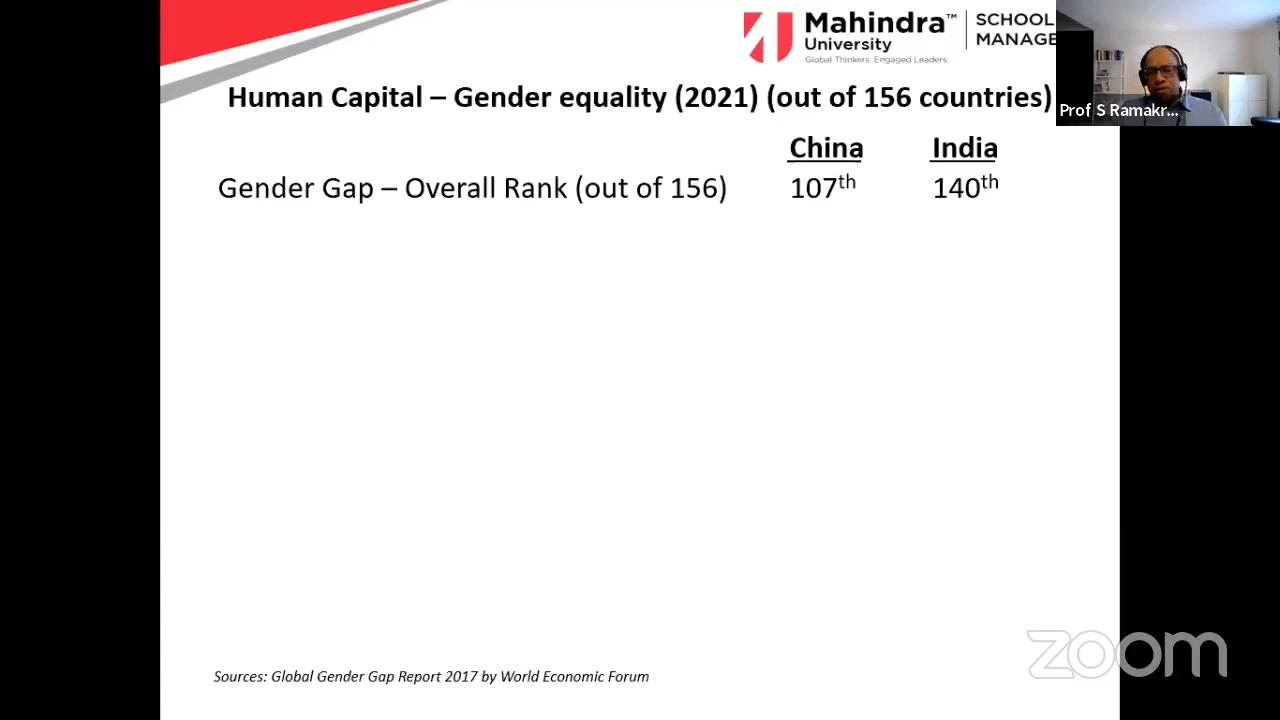 Mahindra™
University
Global Thinkers. Engaged Leaders.
SCHOOL
MANAGE
Prof S Ramakr...
Human Capital – Gender equality (2021) (out of 156 countries)
China India
Gender Gap – Overall Rank (out of 156) 107th 140th
Sources: Global Gender Gap Report 2017 by World Economic Forum
zoom